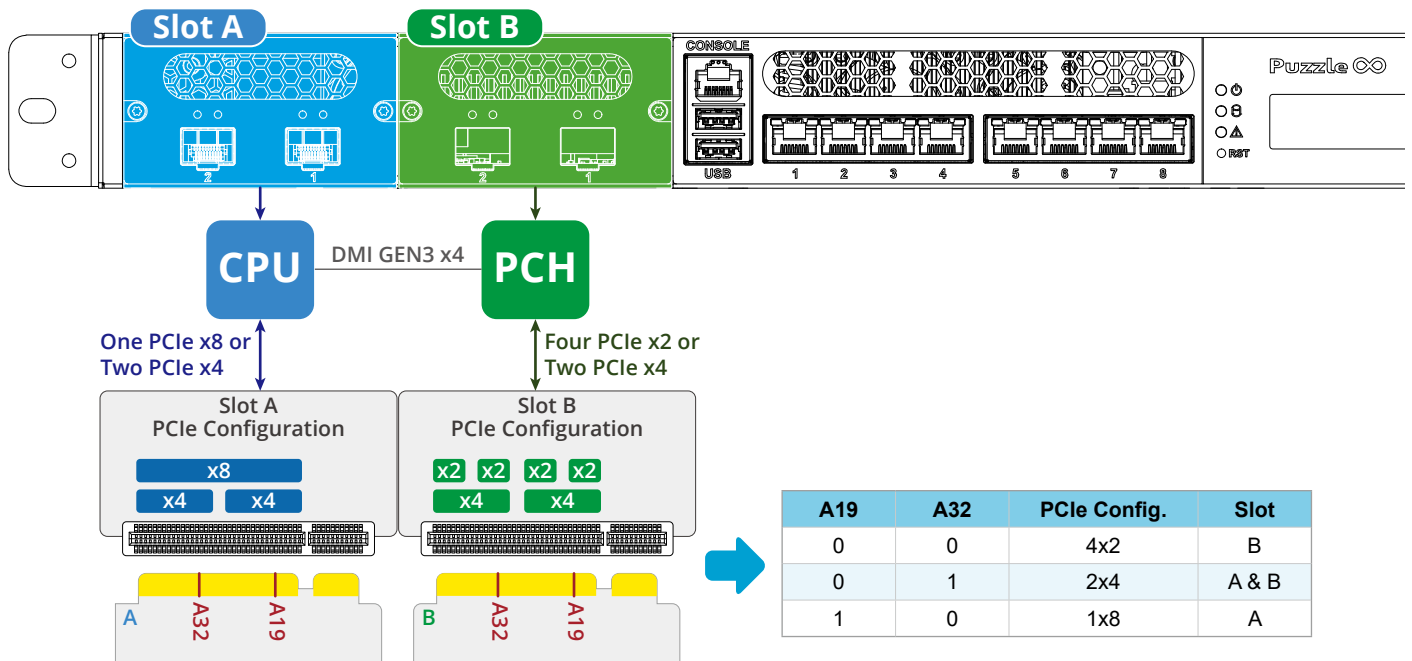 Slot A
Slot B
CONSOLE
USB
2
1
2
1
1
2
3
4
5
6
7
8
Puzzle
RST
CPU
DMI GEN3 x4
PCH
One PCIe x8 or
Two PCIe x4
Four PCIe x2 or
Two PCIe x4
Slot A
PCIe Configuration
x8
x4 x4
Slot B
PCIe Configuration
x2 x2 x2 x2
x4 x4
A
A32
A19
B
A32
A19
A19 A32 PCIe Config. Slot
0 0 4x2 B
0 1 2x4 A & B
1 0 1x8 A